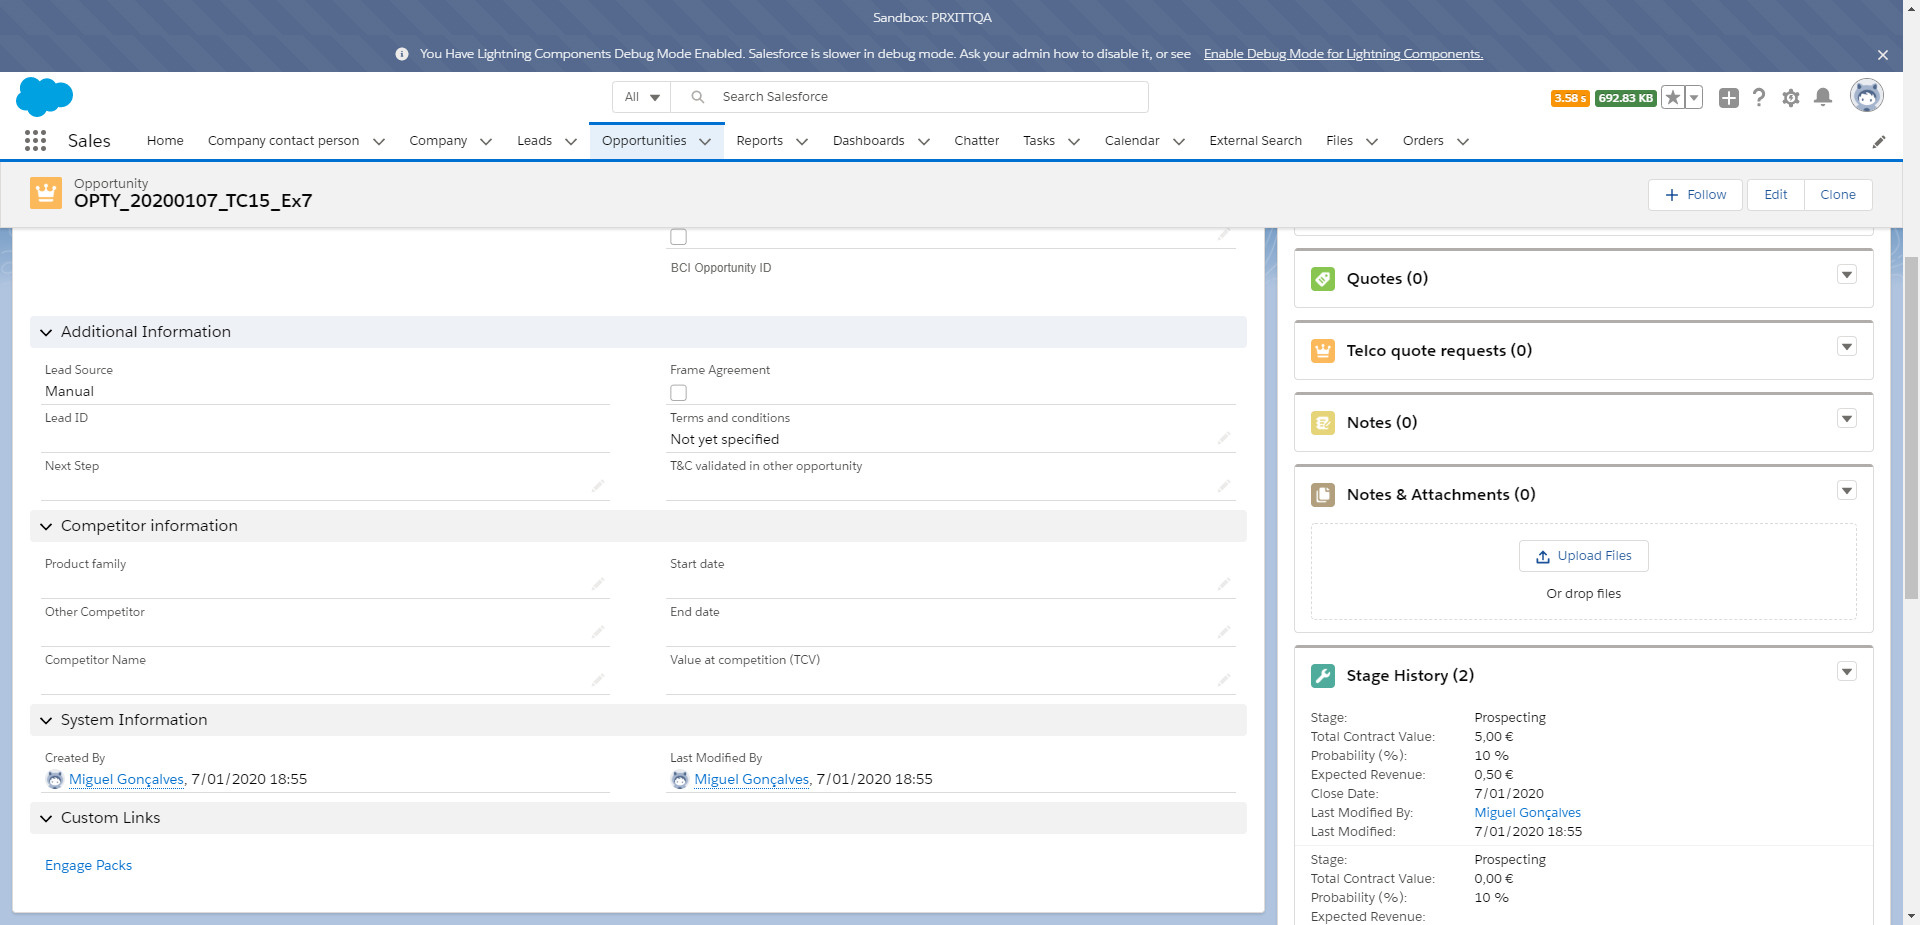 Sandbox: PRXITTQA
You Have Lightning Components Debug Mode Enabled. Salesforce is slower in debug mode. Ask your admin how to disable it, or see Enable Debug Mode for Lightning Components.
All
Search Salesforce
3.58 s
692.83 KB
Sales
Home
Company contact person
Company
Leads
Opportunities
Reports
Dashboards
Chatter
Tasks
Calendar
External Search
Files
Orders
Opportunity
OPTY_20200107_TC15_Ex7
Follow
Edit
Clone
BCI Opportunity ID
Additional Information
Lead Source
Manual
Frame Agreement
Lead ID
Terms and conditions
Not yet specified
Next Step
T&C validated in other opportunity
Competitor information
Product family
Start date
Other Competitor
End date
Competitor Name
Value at competition (TCV)
System Information
Created By
Miguel Gonçalves, 7/01/2020 18:55
Last Modified By
Miguel Gonçalves, 7/01/2020 18:55
Custom Links
Engage Packs
Quotes (0)
Telco quote requests (0)
Notes (0)
Notes & Attachments (0)
Upload Files
Or drop files
Stage History (2)
Stage: Prospecting
Total Contract Value: 5,00 €
Probability (%): 10 %
Expected Revenue: 0,50 €
Close Date: 7/01/2020
Last Modified By: Miguel Gonçalves
Last Modified: 7/01/2020 18:55
Stage: Prospecting
Total Contract Value: 0,00 €
Probability (%): 10 %
Expected Revenue: